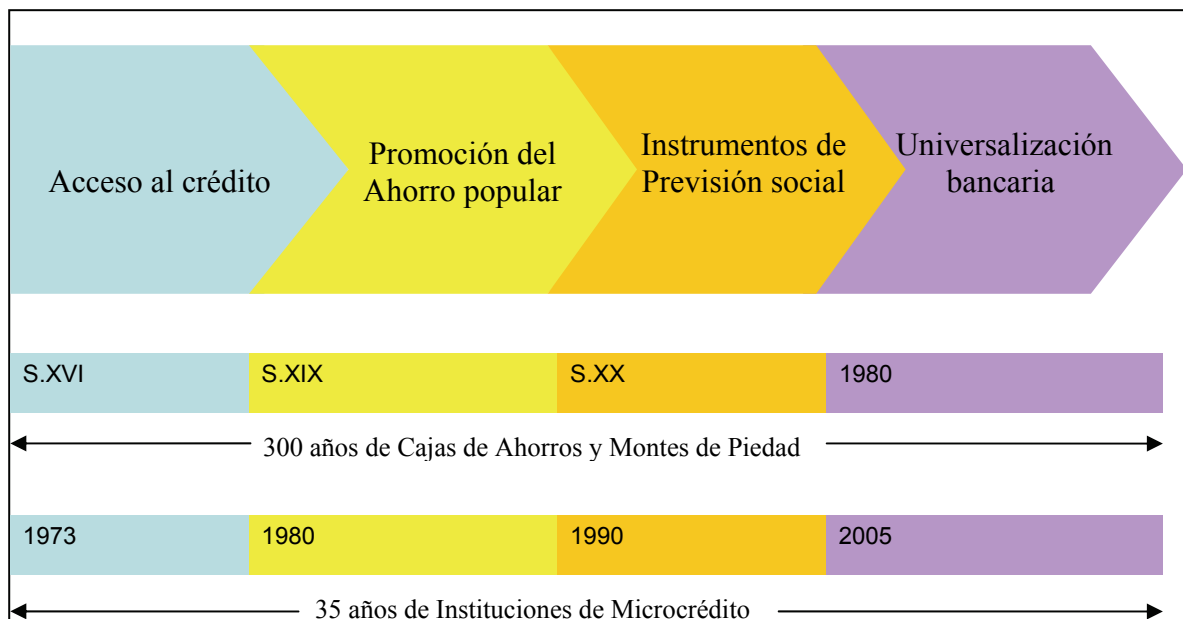 Acceso al crédito
Promoción del
Ahorro popular
Instrumentos de
Previsión social
Universalización
bancaria
S.XVI
S.XIX
S.XX
1980
300 años de Cajas de Ahorros y Montes de Piedad
1973
1980
1990
2005
35 años de Instituciones de Microcrédito